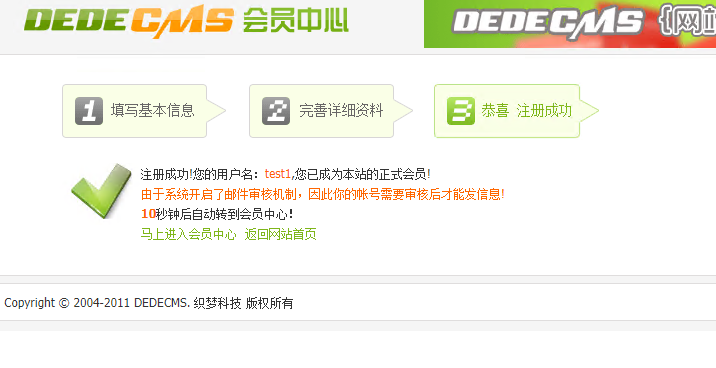 DEDECMS 会员中心
DEDECMS {网站
1 填写基本信息
2 完善详细资料
3 恭喜 注册成功
注册成功!您的用户名：test1,您已成为本站的正式会员!
由于系统开启了邮件审核机制，因此你的帐号需要审核后才能发信息!
10秒钟后自动转到会员中心！
马上进入会员中心 返回网站首页
Copyright © 2004-2011 DEDECMS. 织梦科技 版权所有